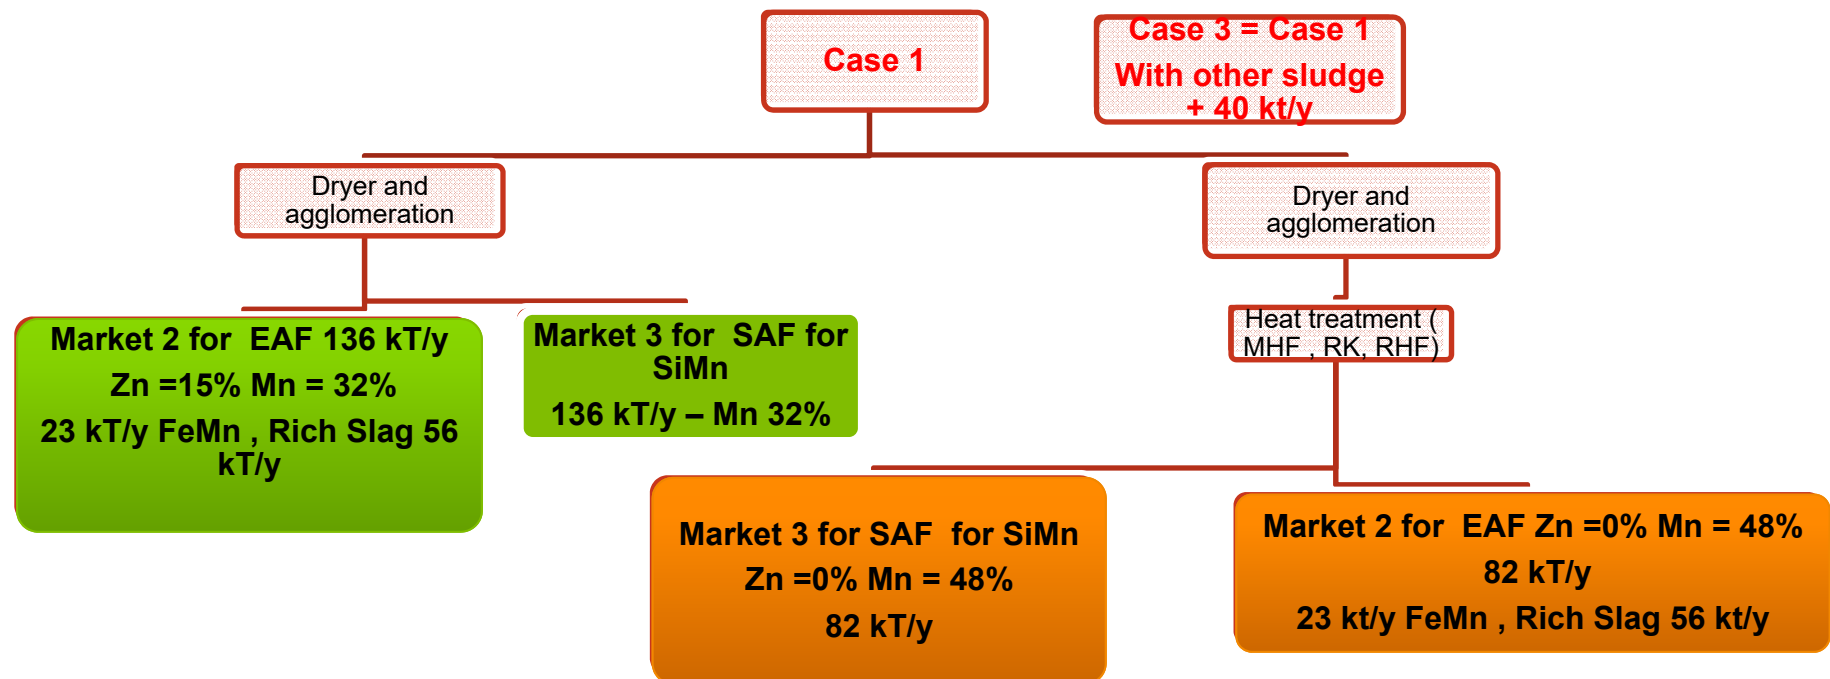 Case 1
Case 3 = Case 1
With other sludge
+ 40 kt/y
Dryer and
agglomeration
Dryer and
agglomeration
Market 2 for EAF 136 kT/y
Zn =15% Mn = 32%
23 kT/y FeMn , Rich Slag 56
kT/y
Market 3 for SAF for
SiMn
136 kT/y – Mn 32%
Heat treatment (
MHF , RK, RHF)
Market 3 for SAF for SiMn
Zn =0% Mn = 48%
82 kT/y
Market 2 for EAF Zn =0% Mn = 48%
82 kT/y
23 kt/y FeMn , Rich Slag 56 kt/y